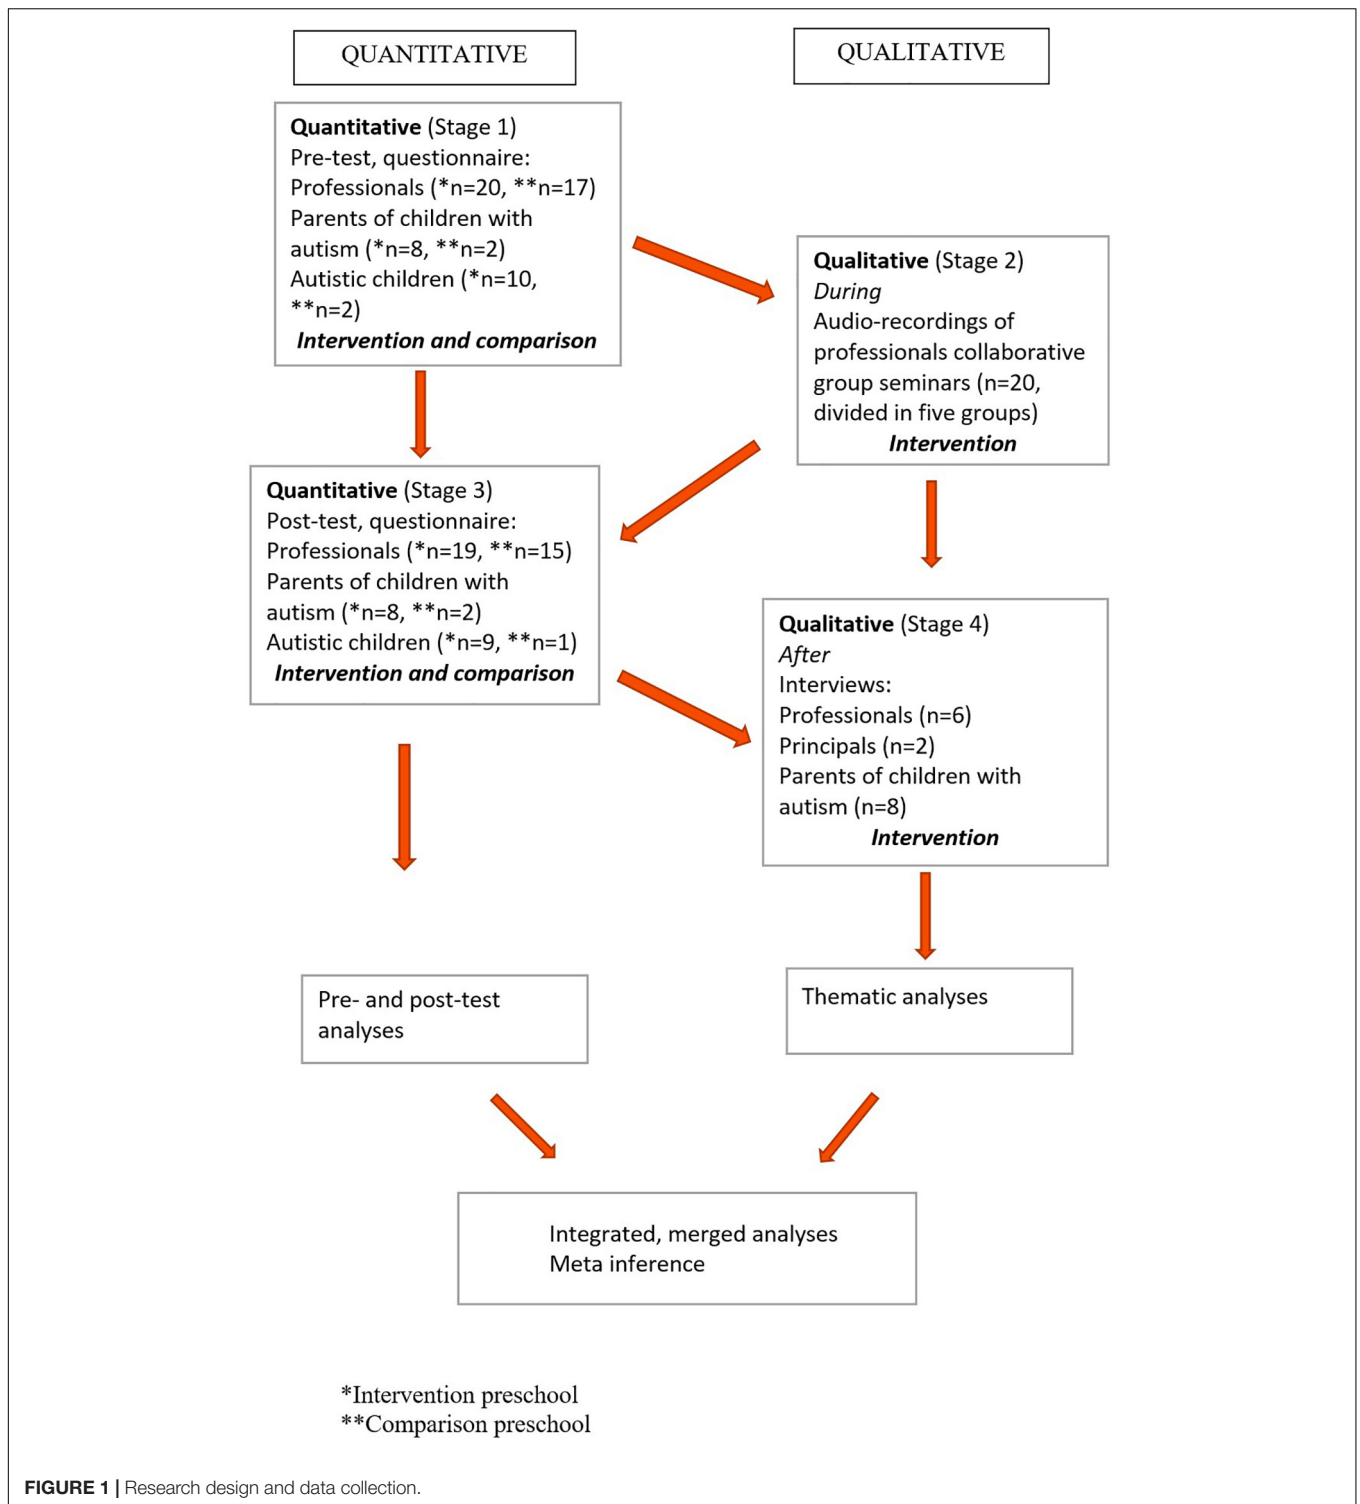 QUANTITATIVE
QUALITATIVE
Quantitative (Stage 1)
Pre-test, questionnaire:
Professionals (*n=20, **n=17)
Parents of children with
autism (*n=8, **n=2)
Autistic children (*n=10,
**n=2)
Intervention and comparison
Qualitative (Stage 2)
During
Audio-recordings of
professionals collaborative
group seminars (n=20,
divided in five groups)
Intervention
Quantitative (Stage 3)
Post-test, questionnaire:
Professionals (*n=19, **n=15)
Parents of children with
autism (*n=8, **n=2)
Autistic children (*n=9, **n=1)
Intervention and comparison
Qualitative (Stage 4)
After
Interviews:
Professionals (n=6)
Principals (n=2)
Parents of children with
autism (n=8)
Intervention
Pre- and post-test
analyses
Thematic analyses
Integrated, merged analyses
Meta inference
*Intervention preschool
**Comparison preschool
FIGURE 1 | Research design and data collection.